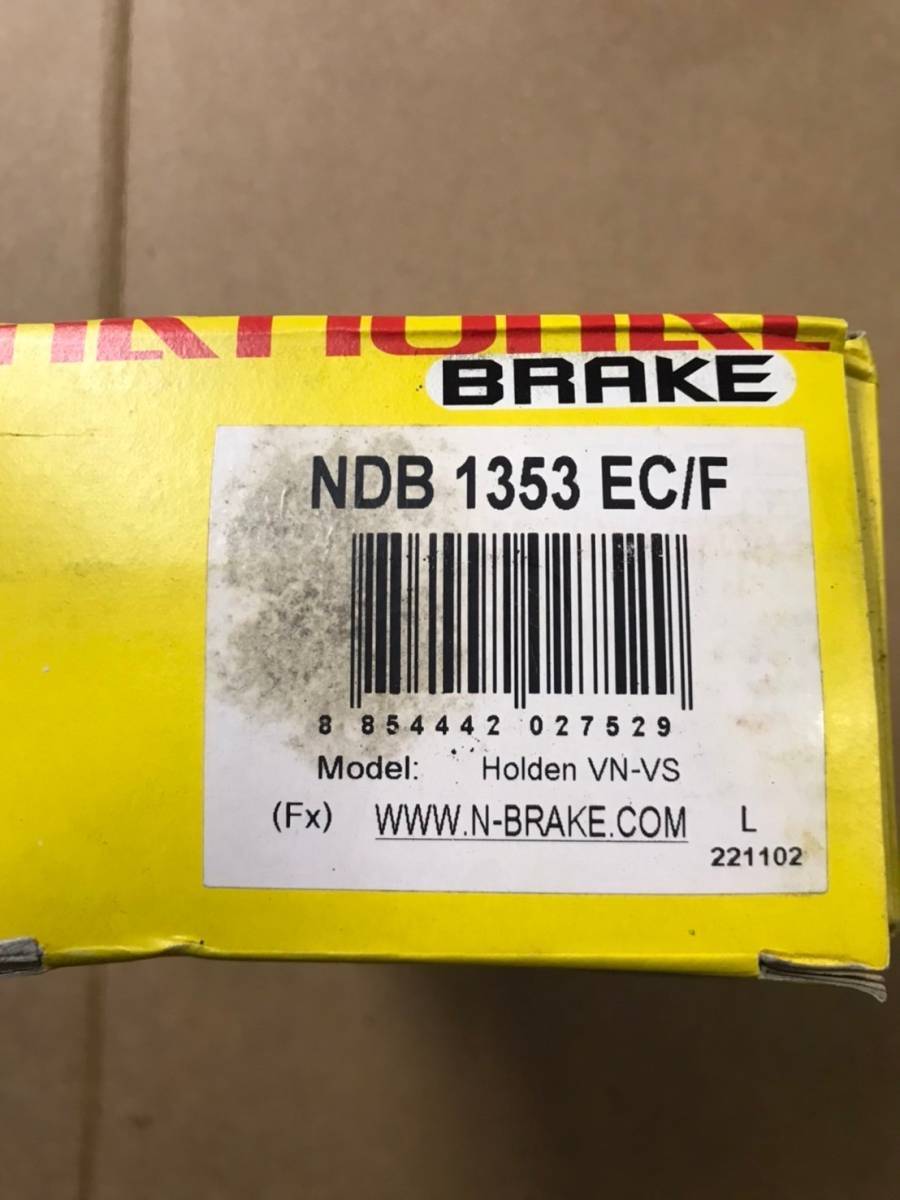 BRAKE
NDB 1353 EC/F
8 854442 027529
Model: Holden VN-VS
(Fx) WWW.N-BRAKE.COM L
221102